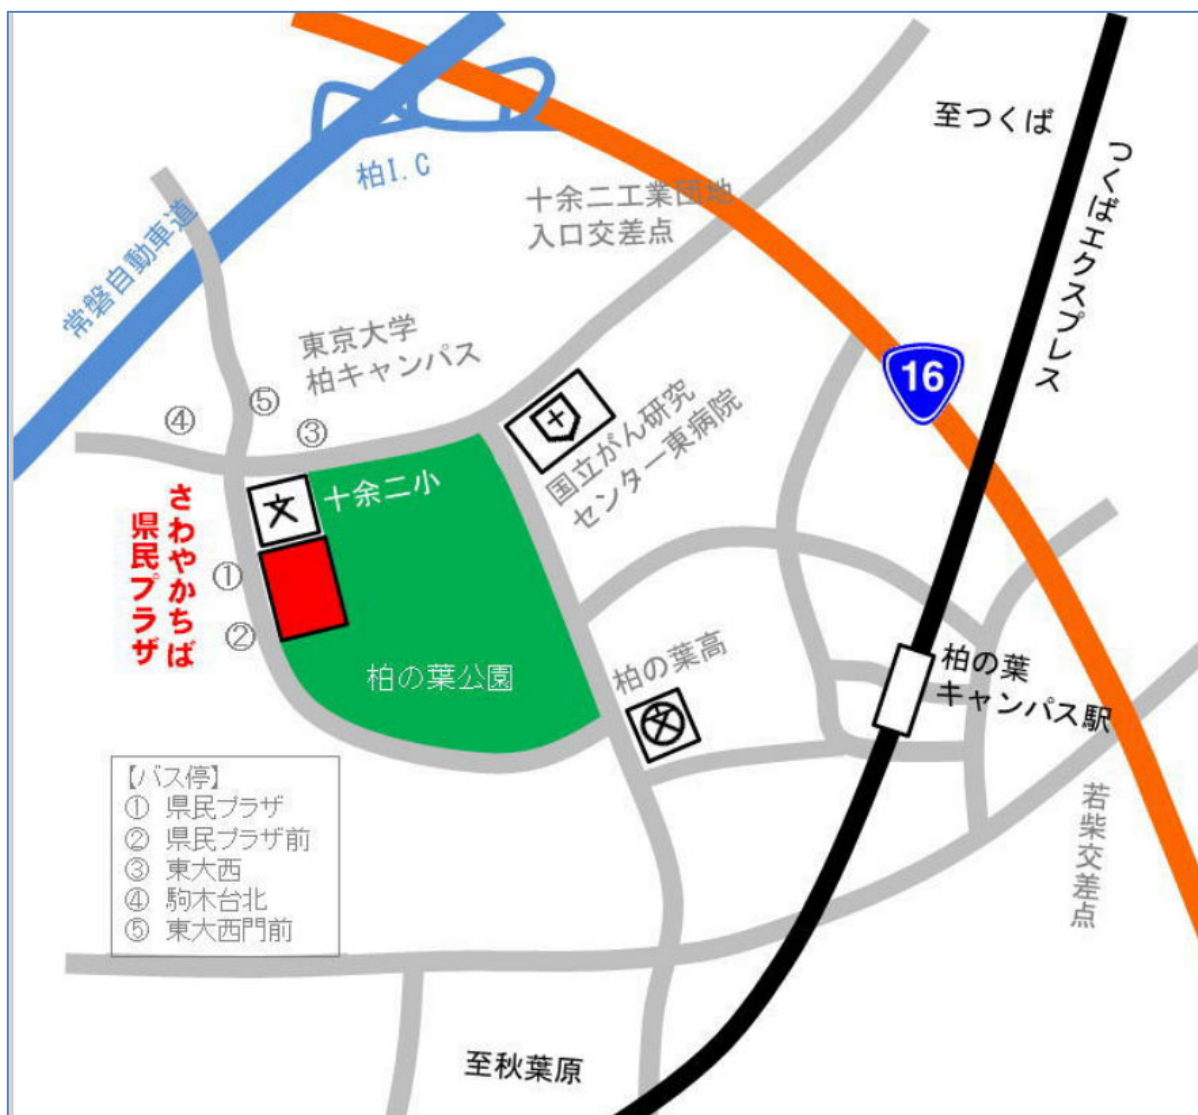 至つくば
つくばエクスプレス
柏I.C
十余二工業団地
入口交差点
常磐自動車道
東京大学
柏キャンパス
16
⑤
④
③
国立がん研究
センター東病院
文
十余二小
さわやかちば
県民プラザ
①
②
柏の葉公園
柏の葉高
文
柏の葉
キャンパス駅
若柴交差点
【バス停】
① 県民プラザ
② 県民プラザ前
③ 東大西
④ 駒木台北
⑤ 東大西門前
至秋葉原